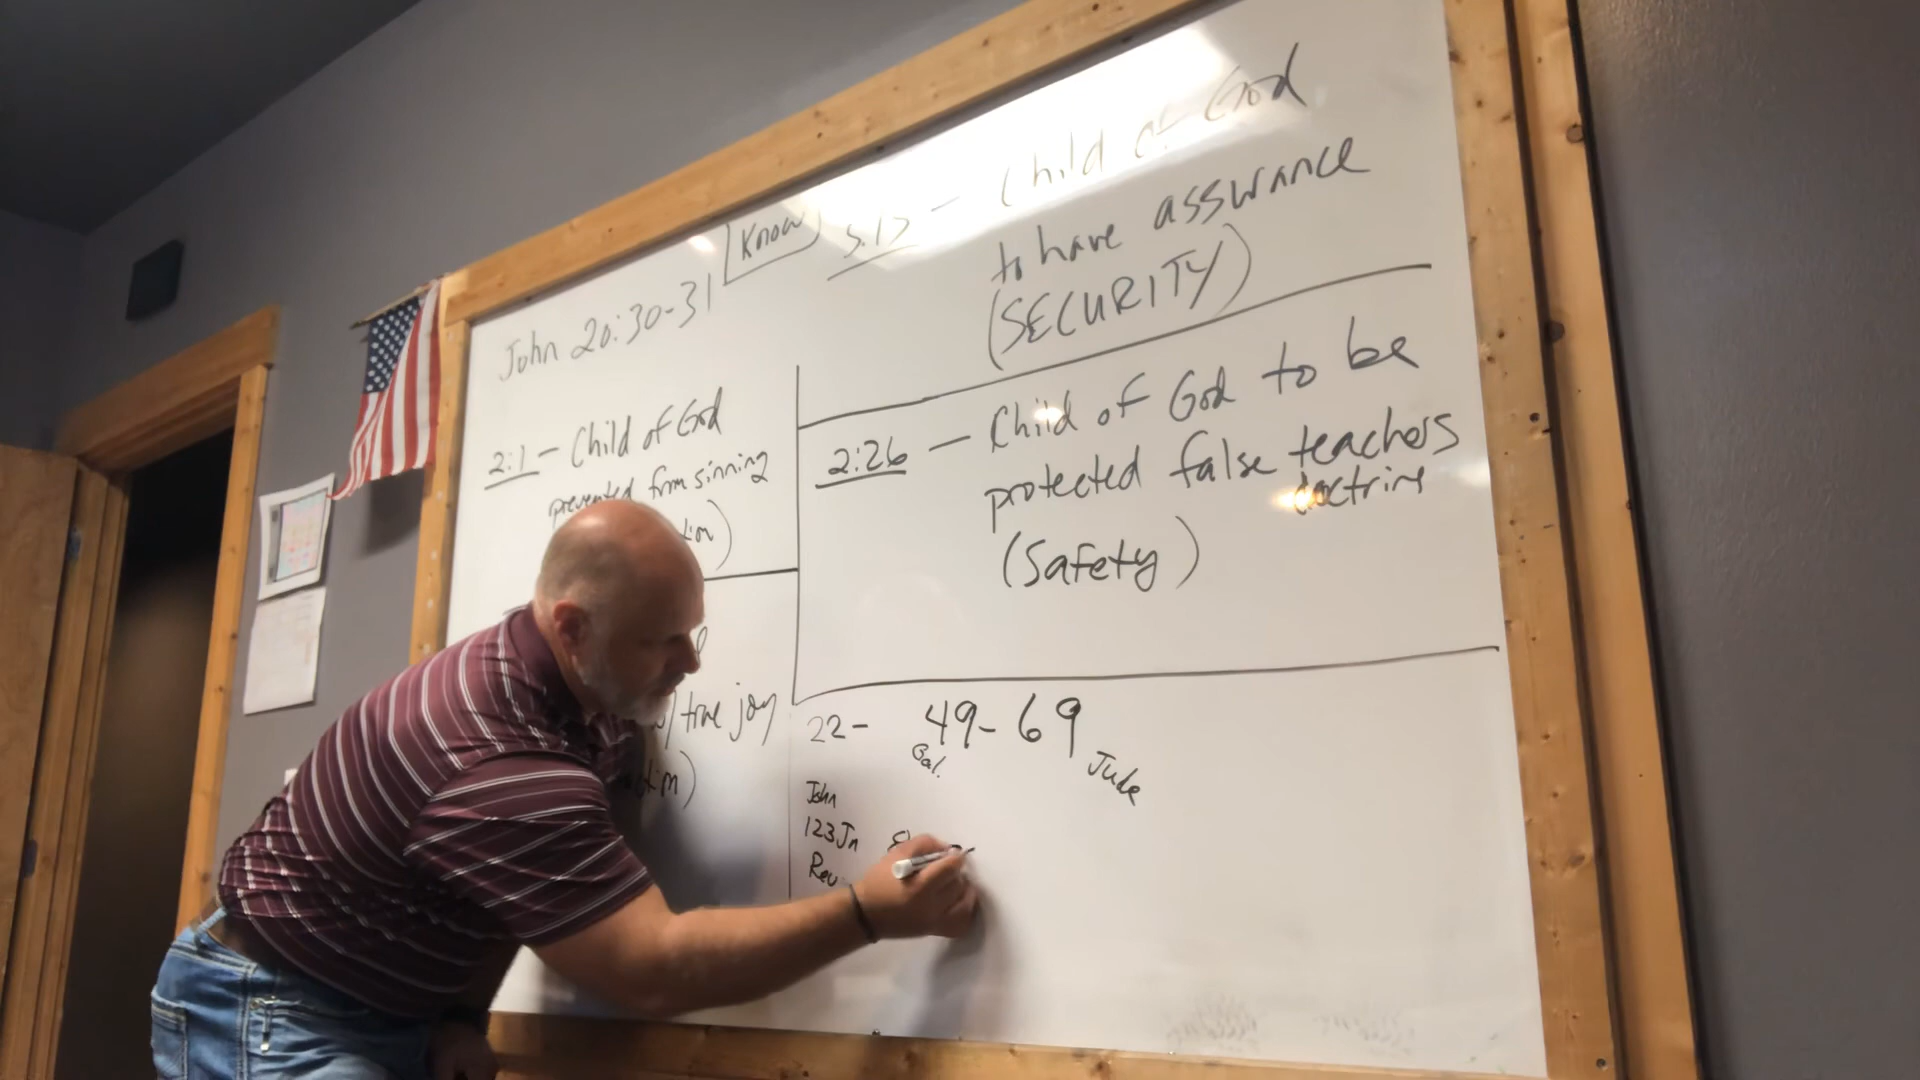 John 20:30-31
Know
5:13 - Child of God
to have assurance
(SECURITY)
2:1 - Child of God
prevented from sinning
2:26 - Child of God to be
protected false teachers
doctrine
(Safety)
true joy
22- 49-69
Gal. Jude
John
123Jn
Rev